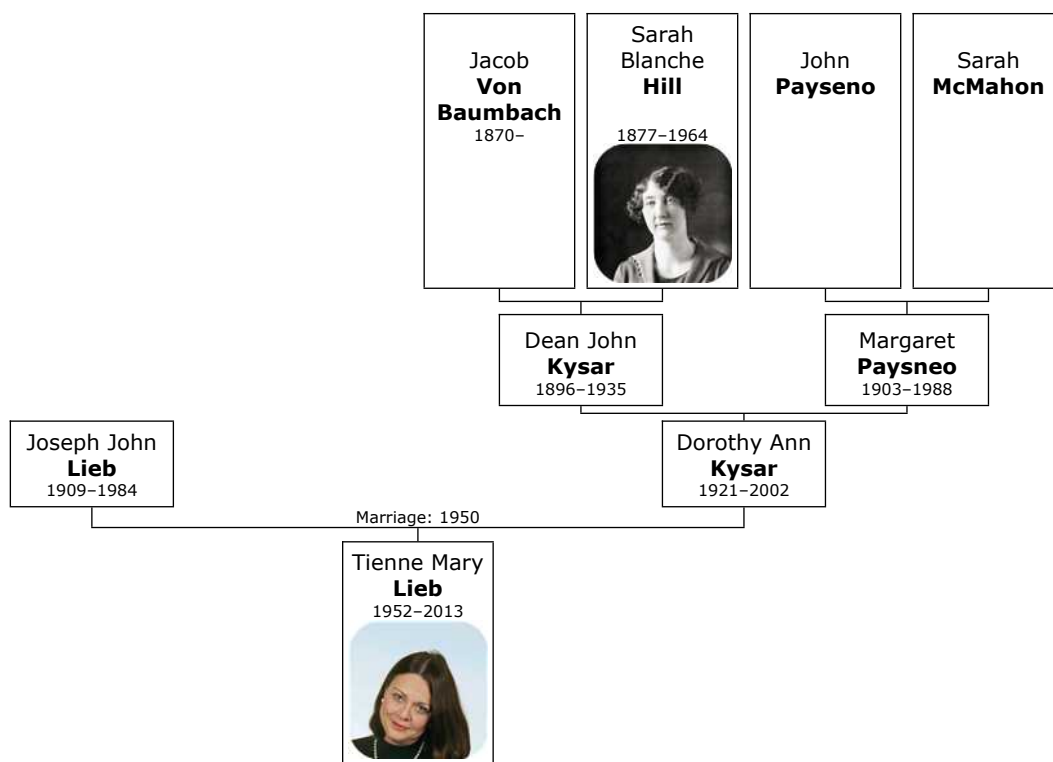 Jacob
Von
Baumbach
1870–
Sarah
Blanche
Hill
1877–1964
John
Payseno
Sarah
McMahon
Dean John
Kysar
1896–1935
Margaret
Paysneo
1903–1988
Joseph John
Lieb
1909–1984
Dorothy Ann
Kysar
1921–2002
Marriage: 1950
Tienne Mary
Lieb
1952–2013